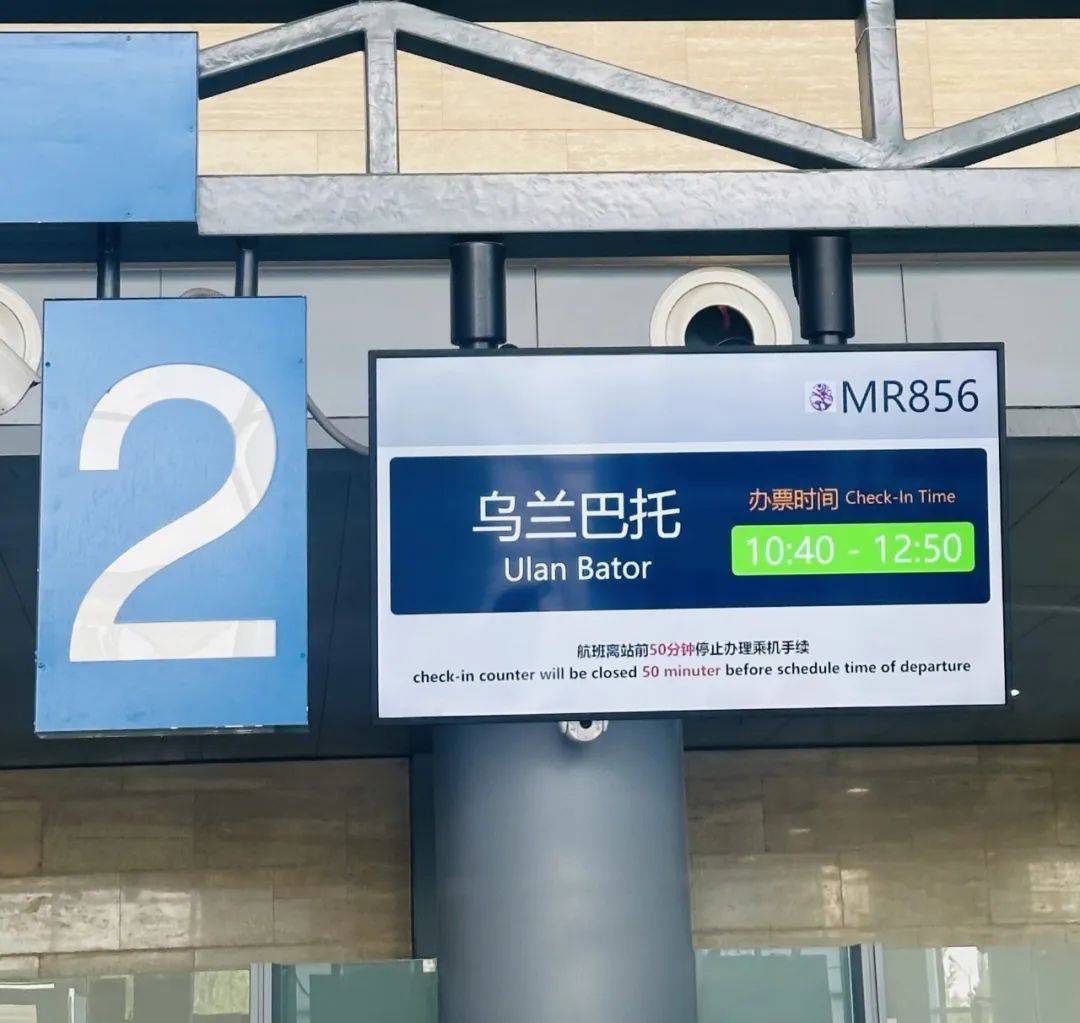 2
MR856
乌兰巴托
Ulan Bator
办票时间 Check-In Time
10:40 - 12:50
航班离站前50分钟停止办理乘机手续
check-in counter will be closed 50 minuter before schedule time of departure